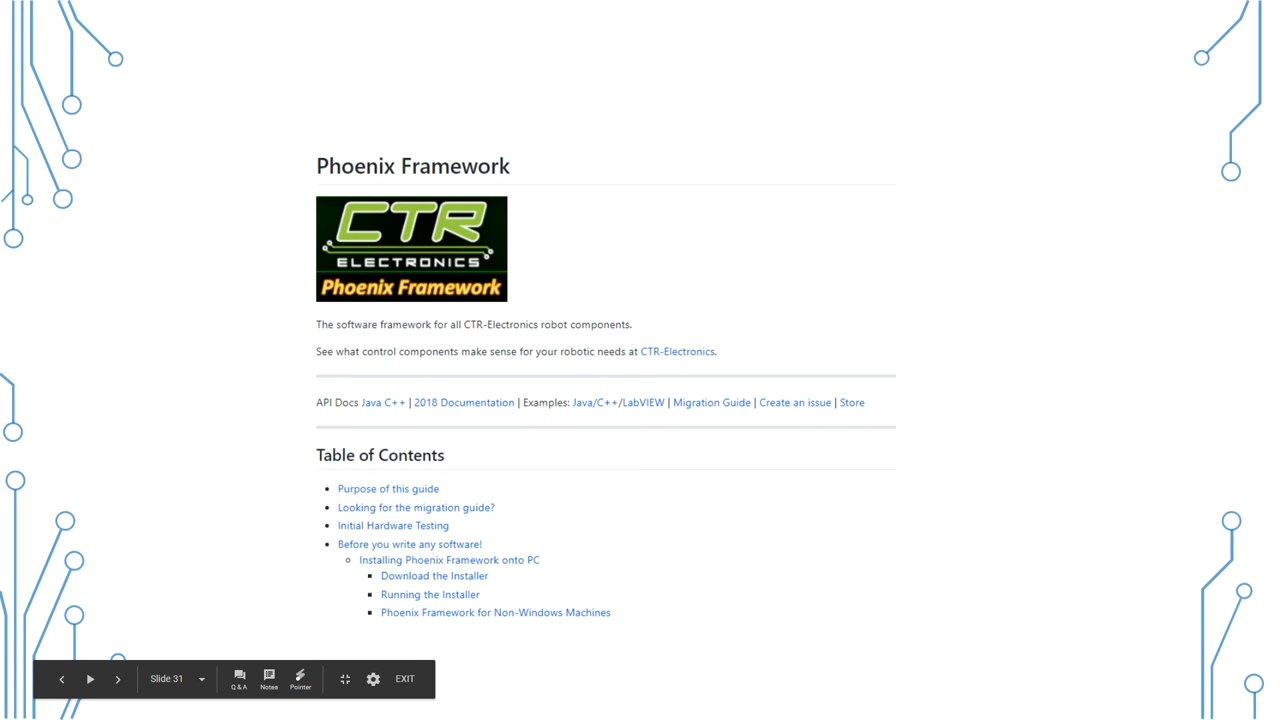 Phoenix Framework
CTR
ELECTRONICS
Phoenix Framework
The software framework for all CTR-Electronics robot components.
See what control components make sense for your robotic needs at CTR-Electronics.
API Docs Java C++ | 2018 Documentation | Examples: Java/C++/LabVIEW | Migration Guide | Create an issue | Store
Table of Contents
Purpose of this guide
Looking for the migration guide?
Initial Hardware Testing
Before you write any software!
Installing Phoenix Framework onto PC
Download the Installer
Running the Installer
Phoenix Framework for Non-Windows Machines
Slide 31
Q & A
Notes
Pointer
EXIT